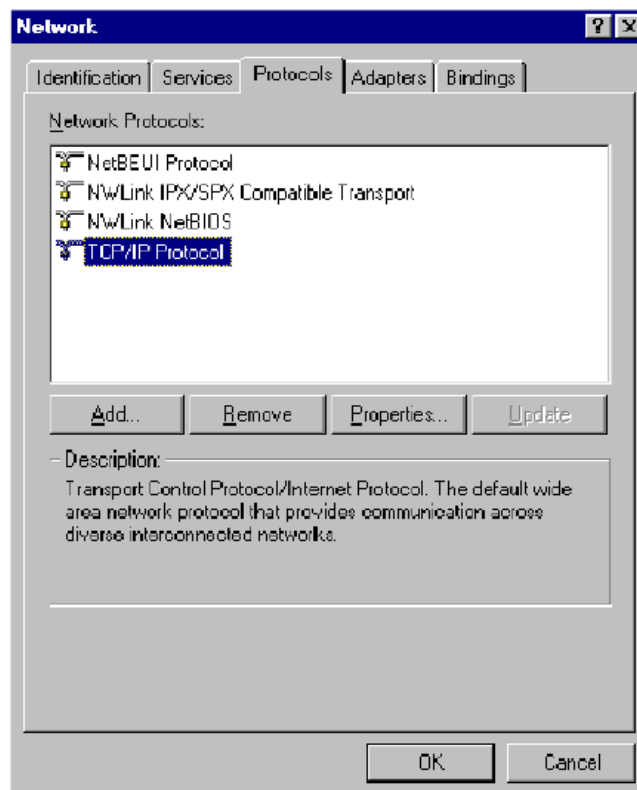 Network
Identification Services Protocols Adapters Bindings
Network Protocols:
NetBEUI Protocol
NWLink IPX/SPX Compatible Transport
NWLink NetBIOS
TCP/IP Protocol
Add... Remove Properties... Update
Description:
Transport Control Protocol/Internet Protocol. The default wide
area network protocol that provides communication across
diverse interconnected networks.
OK Cancel